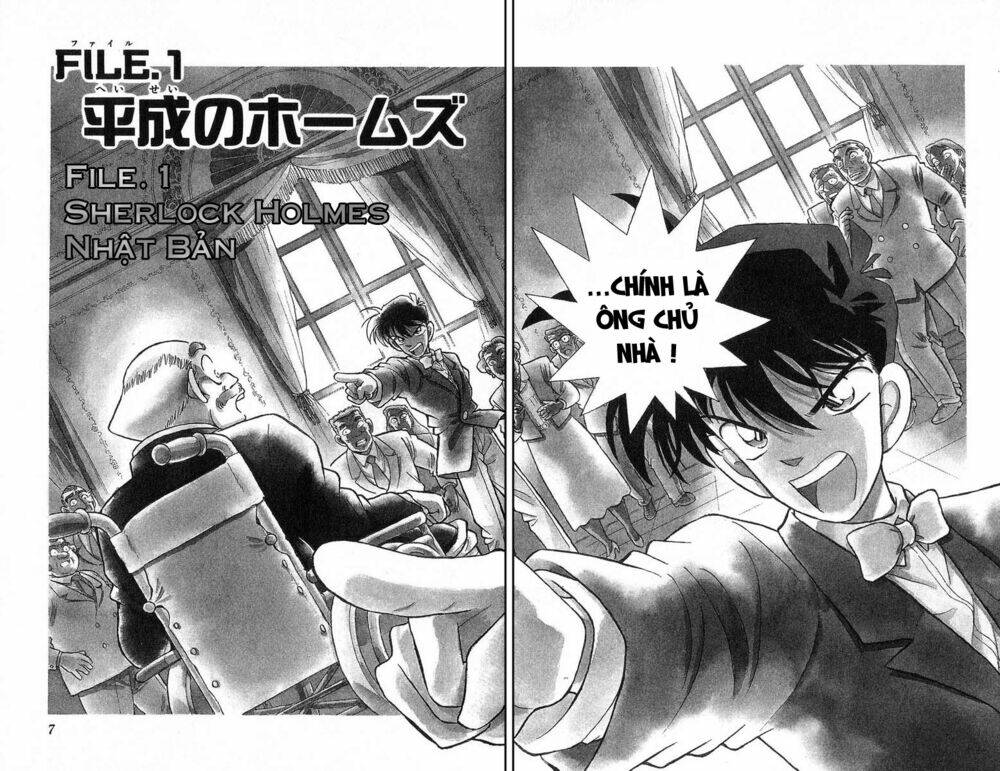 ファイル
FILE.1
へいせい
平成のホームズ
FILE. 1
SHERLOCK HOLMES
NHẬT BẢN
...CHÍNH LÀ
ÔNG CHỦ
NHÀ !
7